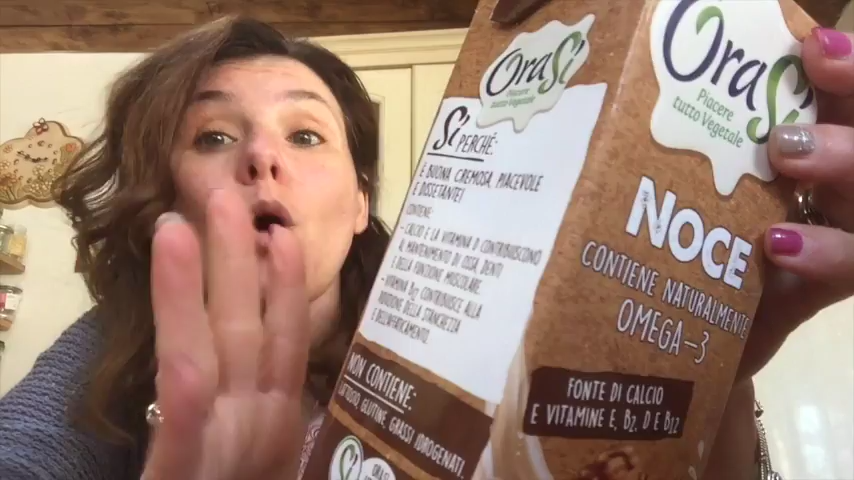 OraSì
Sì PERCHÉ:
È BUONA, CREMOSA, PIACEVOLE
E DISSETANTE!
CONTIENE:
- CALCIO E LA VITAMINA D CONTRIBUISCONO
AL MANTENIMENTO DI OSSA, DENTI
E DELLA FUNZIONE MUSCOLARE.
- VITAMINA B12 CONTRIBUISCE ALLA
RIDUZIONE DELLA STANCHEZZA
E DELL'AFFATICAMENTO.
NON CONTIENE:
LATTOSIO, GLUTINE, GRASSI IDROGENATI.
OraSì
Piacere
tutto Vegetale
NOCE
CONTIENE NATURALMENTE
OMEGA-3
FONTE DI CALCIO
E VITAMINE E, B2, D E B12